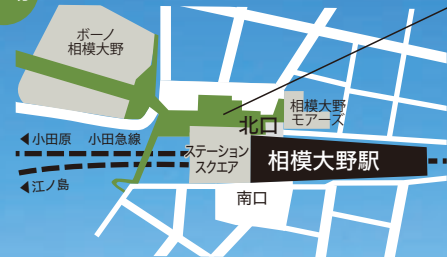 ボーノ
相模大野
相模大野
モアーズ
北口
◀小田原 小田急線
ステーション
スクエア
相模大野駅
◀江ノ島
南口